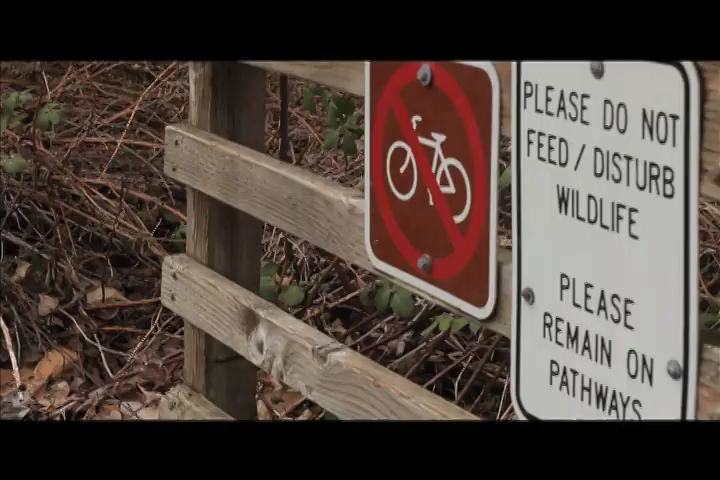 PLEASE DO NOT
FEED / DISTURB
WILDLIFE
PLEASE
REMAIN ON
PATHWAYS